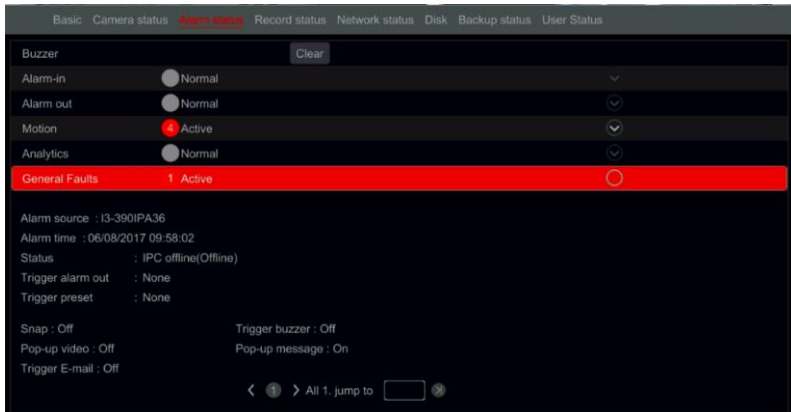 Basic Camera status Alarm status Record status Network status Disk Backup status User Status
Buzzer Clear
Alarm-in Normal
Alarm out Normal
Motion 4 Active
Analytics Normal
General Faults 1 Active
Alarm source : I3-390IPA36
Alarm time : 06/08/2017 09:58:02
Status : IPC offline(Offline)
Trigger alarm out : None
Trigger preset : None
Snap : Off Trigger buzzer : Off
Pop-up video : Off Pop-up message : On
Trigger E-mail : Off
1 All 1. jump to